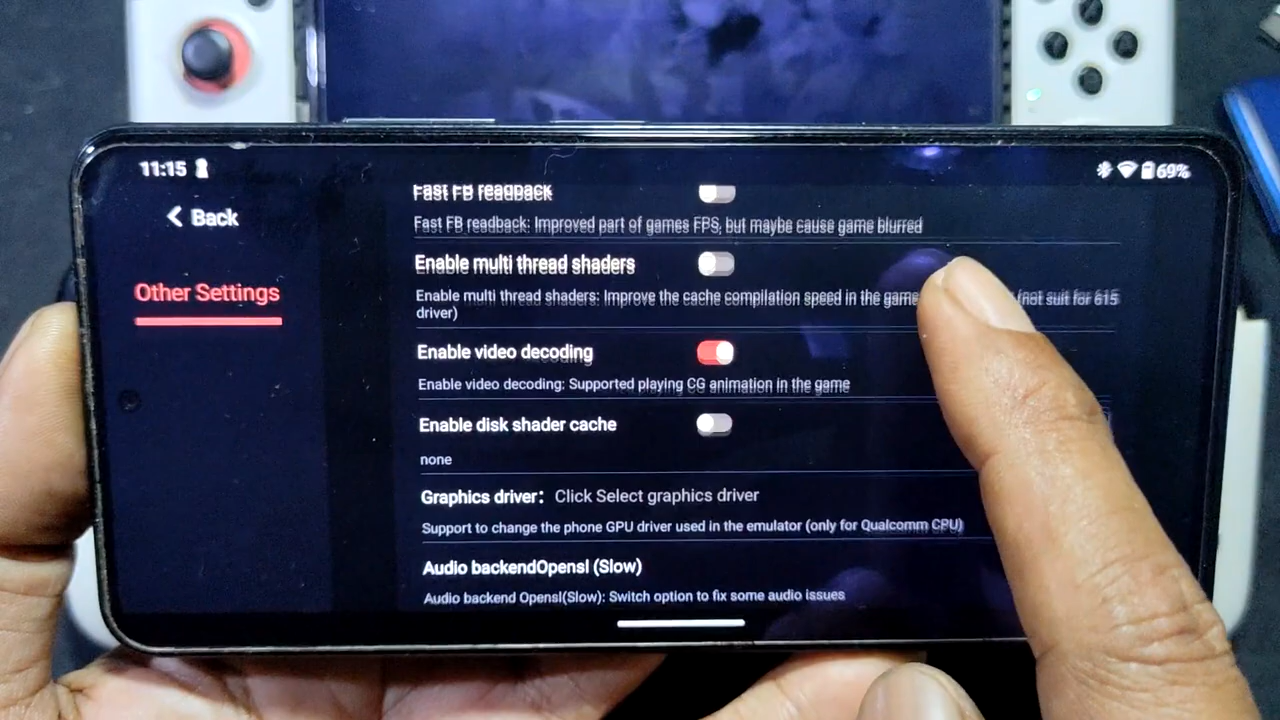 11:15
69%
Back
Other Settings
Fast FB readback
Fast FB readback: Improved part of games FPS, but maybe cause game blurred
Enable multi thread shaders
Enable multi thread shaders: Improve the cache compilation speed in the game (not suit for 615
driver)
Enable video decoding
Enable video decoding: Supported playing CG animation in the game
Enable disk shader cache
none
Graphics driver: Click Select graphics driver
Support to change the phone GPU driver used in the emulator (only for Qualcomm CPU)
Audio backendOpensl (Slow)
Audio backend Opensl(Slow): Switch option to fix some audio issues